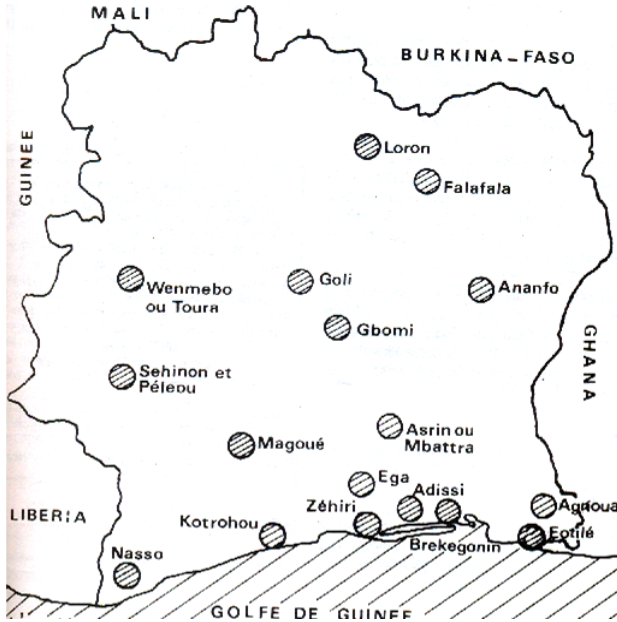 MALI
BURKINA-FASO
GUINEE
Loron
Falafala
Wenmebo
ou Toura
Goli
Ananfo
Gbomi
GHANA
Sehinon et
Péleou
Magoué
Asrin ou
Mbattra
Ega
Adissi
Agnoua
Zéhiri
LIBERIA
Kotrohou
Brekegonin
Eotilé
Nasso
GOLFE DE GUINEE